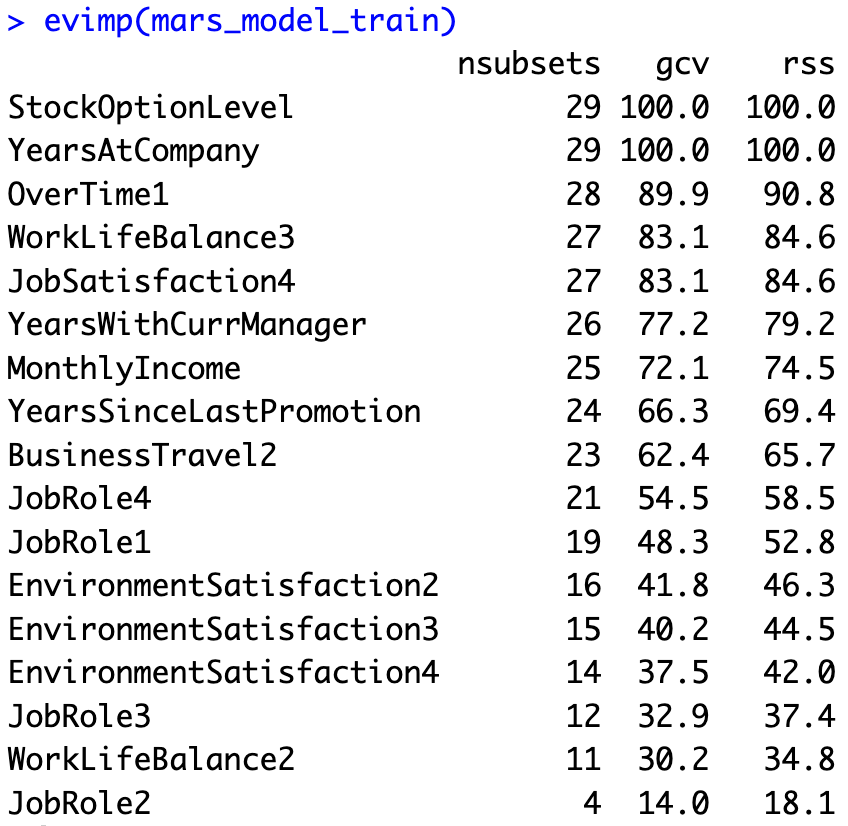 > evimp(mars_model_train)
nsubsets gcv rss
StockOptionLevel 29 100.0 100.0
YearsAtCompany 29 100.0 100.0
OverTime1 28 89.9 90.8
WorkLifeBalance3 27 83.1 84.6
JobSatisfaction4 27 83.1 84.6
YearsWithCurrManager 26 77.2 79.2
MonthlyIncome 25 72.1 74.5
YearsSinceLastPromotion 24 66.3 69.4
BusinessTravel2 23 62.4 65.7
JobRole4 21 54.5 58.5
JobRole1 19 48.3 52.8
EnvironmentSatisfaction2 16 41.8 46.3
EnvironmentSatisfaction3 15 40.2 44.5
EnvironmentSatisfaction4 14 37.5 42.0
JobRole3 12 32.9 37.4
WorkLifeBalance2 11 30.2 34.8
JobRole2 4 14.0 18.1